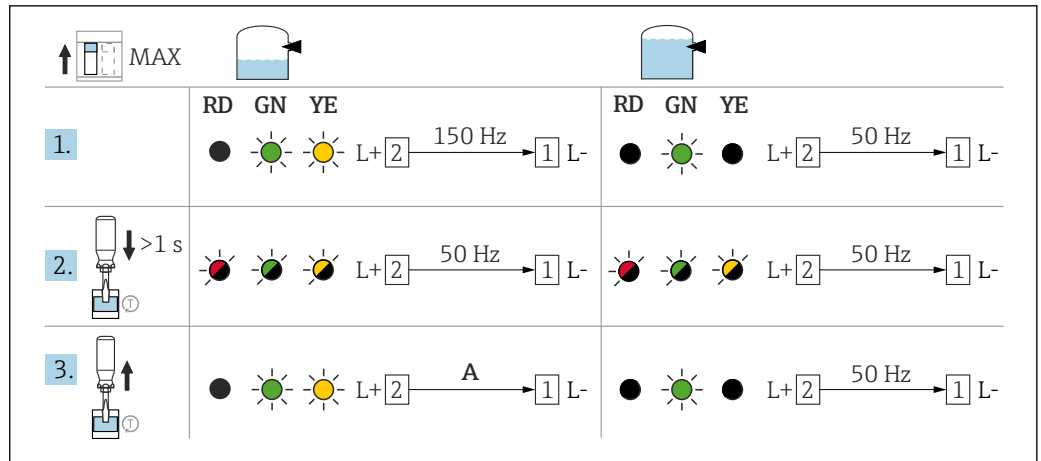 MAX
RD GN YE RD GN YE
1. L+ 2 150 Hz 1 L- L+ 2 50 Hz 1 L-
2. >1 s T L+ 2 50 Hz 1 L- L+ 2 50 Hz 1 L-
3. T L+ 2 A 1 L- L+ 2 50 Hz 1 L-